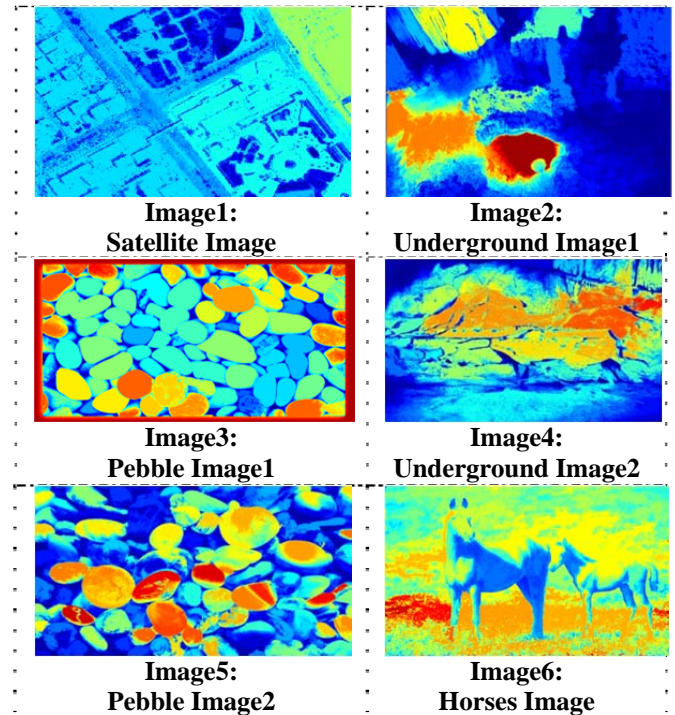 Image1:
Satellite Image
Image2:
Underground Image1
Image3:
Pebble Image1
Image4:
Underground Image2
Image5:
Pebble Image2
Image6:
Horses Image